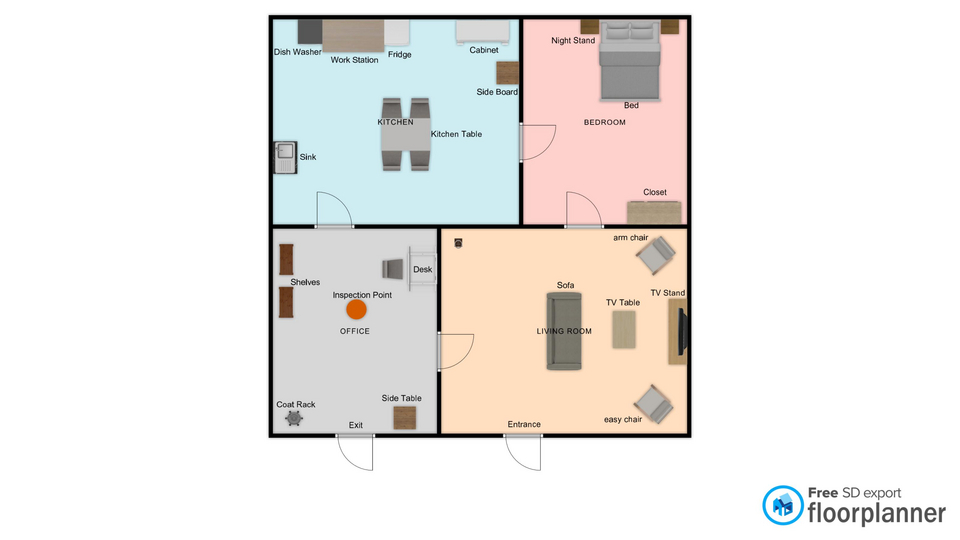 Night Stand
Dish Washer
Work Station
Fridge
Cabinet
Side Board
Bed
KITCHEN
BEDROOM
Kitchen Table
Sink
Closet
arm chair
Desk
Shelves
Inspection Point
Sofa
TV Stand
TV Table
OFFICE
LIVING ROOM
Coat Rack
Side Table
easy chair
Exit
Entrance
Free SD export
floorplanner